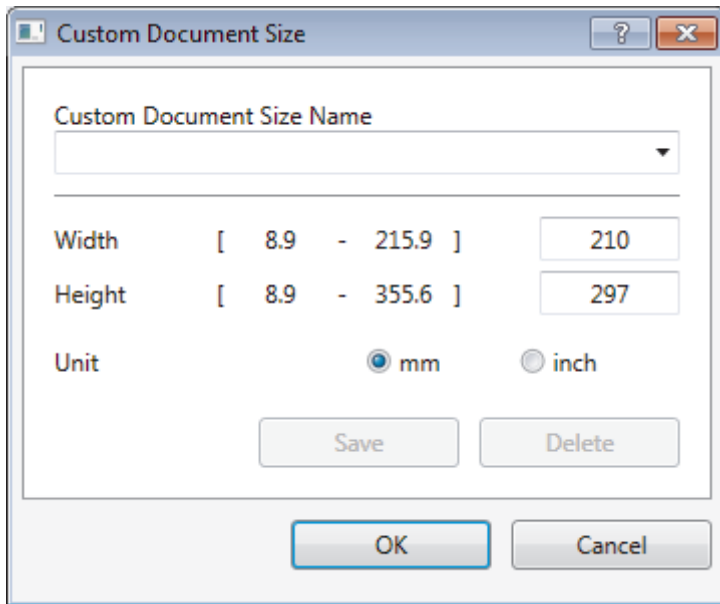 Custom Document Size
?
Custom Document Size Name
Width [ 8.9 - 215.9 ] 210
Height [ 8.9 - 355.6 ] 297
Unit mm inch
Save Delete
OK Cancel